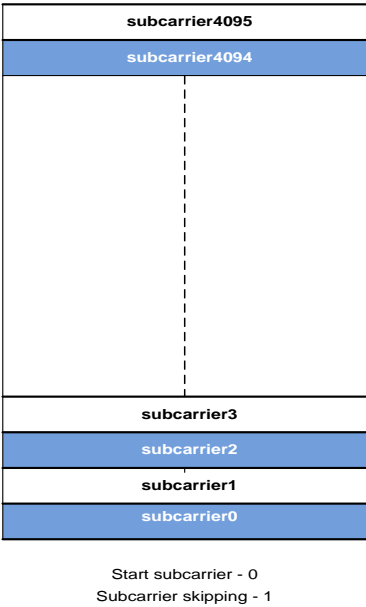 subcarrier4095
subcarrier4094
subcarrier3
subcarrier2
subcarrier1
subcarrier0
Start subcarrier - 0
Subcarrier skipping - 1